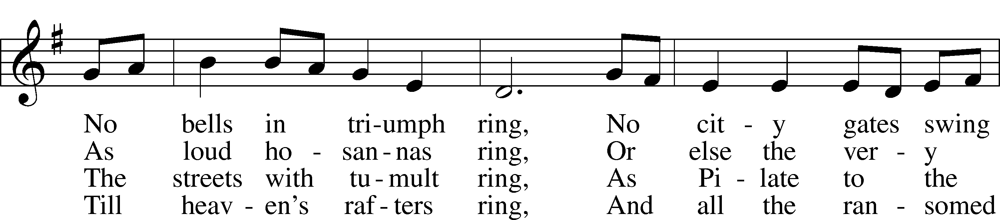 No bells in tri-umph ring, No cit - y gates swing
As loud ho - san - nas ring, Or else the ver - y
The streets with tu - mult ring, As Pi - late to the
Till heav - en's raf - ters ring, And all the ran - somed